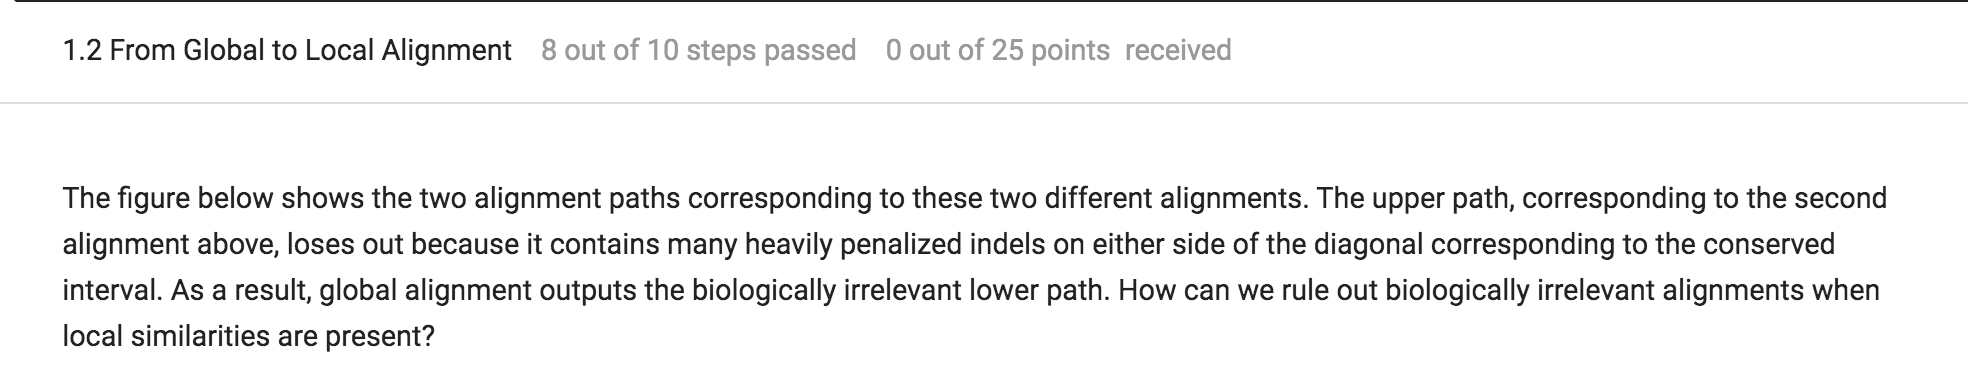 1.2 From Global to Local Alignment 8 out of 10 steps passed 0 out of 25 points received
The figure below shows the two alignment paths corresponding to these two different alignments. The upper path, corresponding to the second
alignment above, loses out because it contains many heavily penalized indels on either side of the diagonal corresponding to the conserved
interval. As a result, global alignment outputs the biologically irrelevant lower path. How can we rule out biologically irrelevant alignments when
local similarities are present?